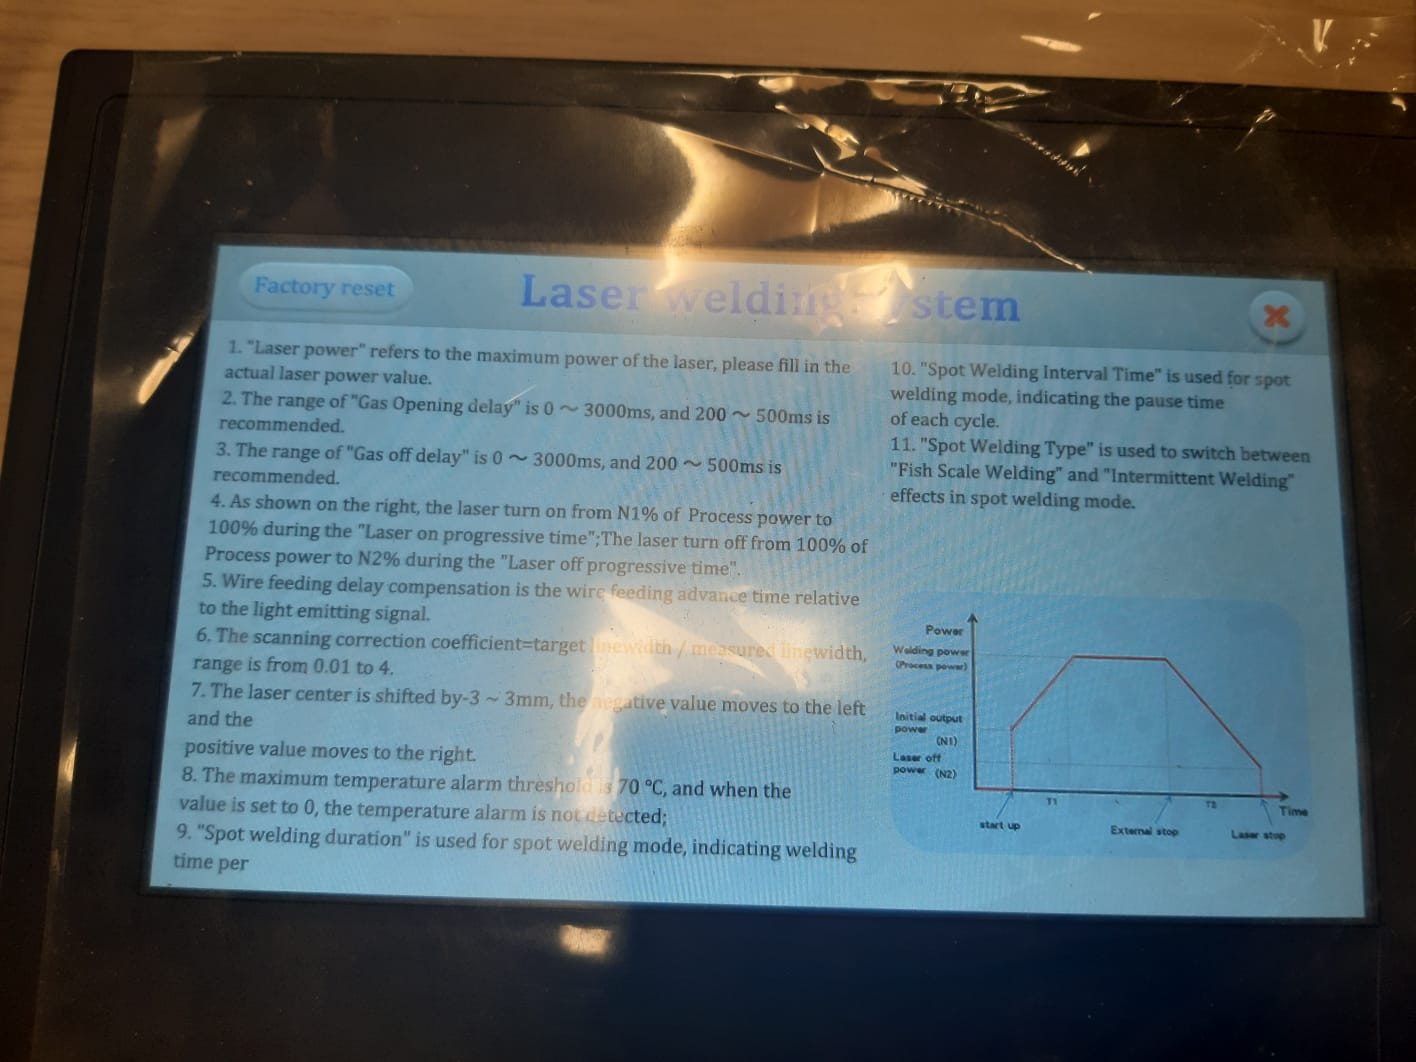 Factory reset
Laser welding system
1. "Laser power" refers to the maximum power of the laser, please fill in the
actual laser power value.
2. The range of "Gas Opening delay" is 0 ～ 3000ms, and 200 ～ 500ms is
recommended.
3. The range of "Gas off delay" is 0 ～ 3000ms, and 200 ～ 500ms is
recommended.
4. As shown on the right, the laser turn on from N1% of Process power to
100% during the "Laser on progressive time";The laser turn off from 100% of
Process power to N2% during the "Laser off progressive time".
5. Wire feeding delay compensation is the wire feeding advance time relative
to the light emitting signal.
6. The scanning correction coefficient=target linewidth / measured linewidth,
range is from 0.01 to 4.
7. The laser center is shifted by-3 ~ 3mm, the negative value moves to the left
and the
positive value moves to the right.
8. The maximum temperature alarm threshold is 70 ℃, and when the
value is set to 0, the temperature alarm is not detected;
9. "Spot welding duration" is used for spot welding mode, indicating welding
time per
10. "Spot Welding Interval Time" is used for spot
welding mode, indicating the pause time
of each cycle.
11. "Spot Welding Type" is used to switch between
"Fish Scale Welding" and "Intermittent Welding"
effects in spot welding mode.
Power
Welding power
(Process power)
Initial output
power
(N1)
Laser off
power (N2)
T1
T2
Time
start up
External stop
Laser stop